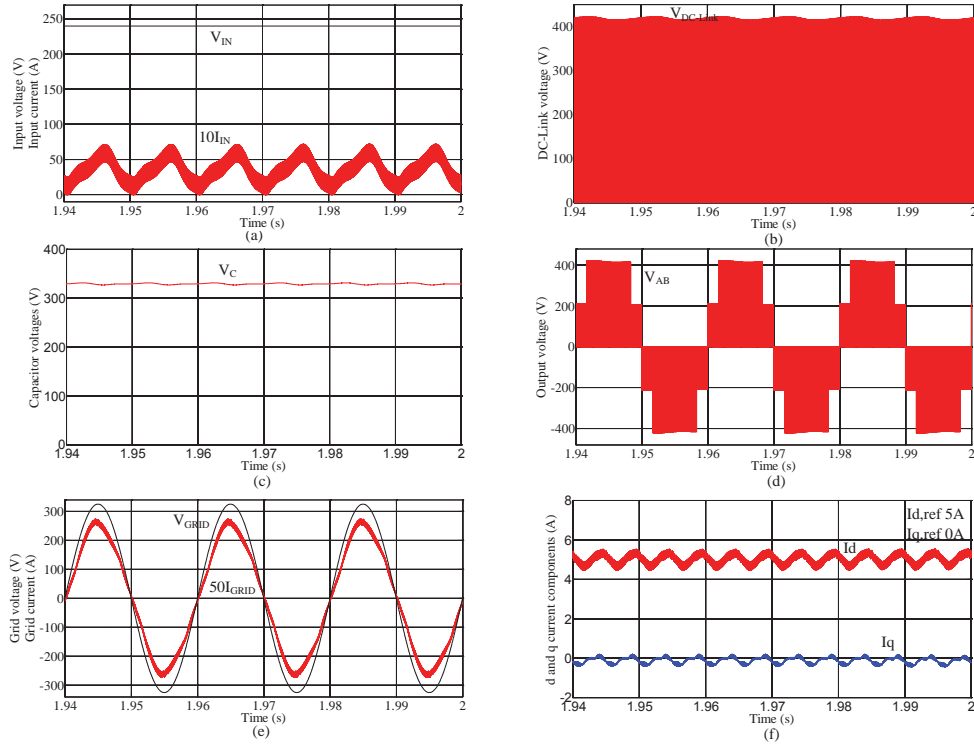 250
200
150
100
50
0
Input voltage (V)
Input current (A)
V_IN
10I_IN
1.94 1.95 1.96 1.97 1.98 1.99 2
Time (s)
(a)
400
200
0
DC-Link voltage (V)
V_DC-Link
1.94 1.95 1.96 1.97 1.98 1.99 2
Time (s)
(b)
400
300
200
100
0
Capacitor voltages (V)
V_C
1.94 1.95 1.96 1.97 1.98 1.99 2
Time (s)
(c)
400
200
0
-200
-400
Output voltage (V)
V_AB
1.94 1.95 1.96 1.97 1.98 1.99 2
Time (s)
(d)
300
200
100
0
-100
-200
-300
Grid voltage (V)
Grid current (A)
V_GRID
50I_GRID
1.94 1.95 1.96 1.97 1.98 1.99 2
Time (s)
(e)
8
6
4
2
0
-2
d and q current components (A)
Id,ref 5A
Iq,ref 0A
Id
Iq
1.94 1.95 1.96 1.97 1.98 1.99 2
Time (s)
(f)